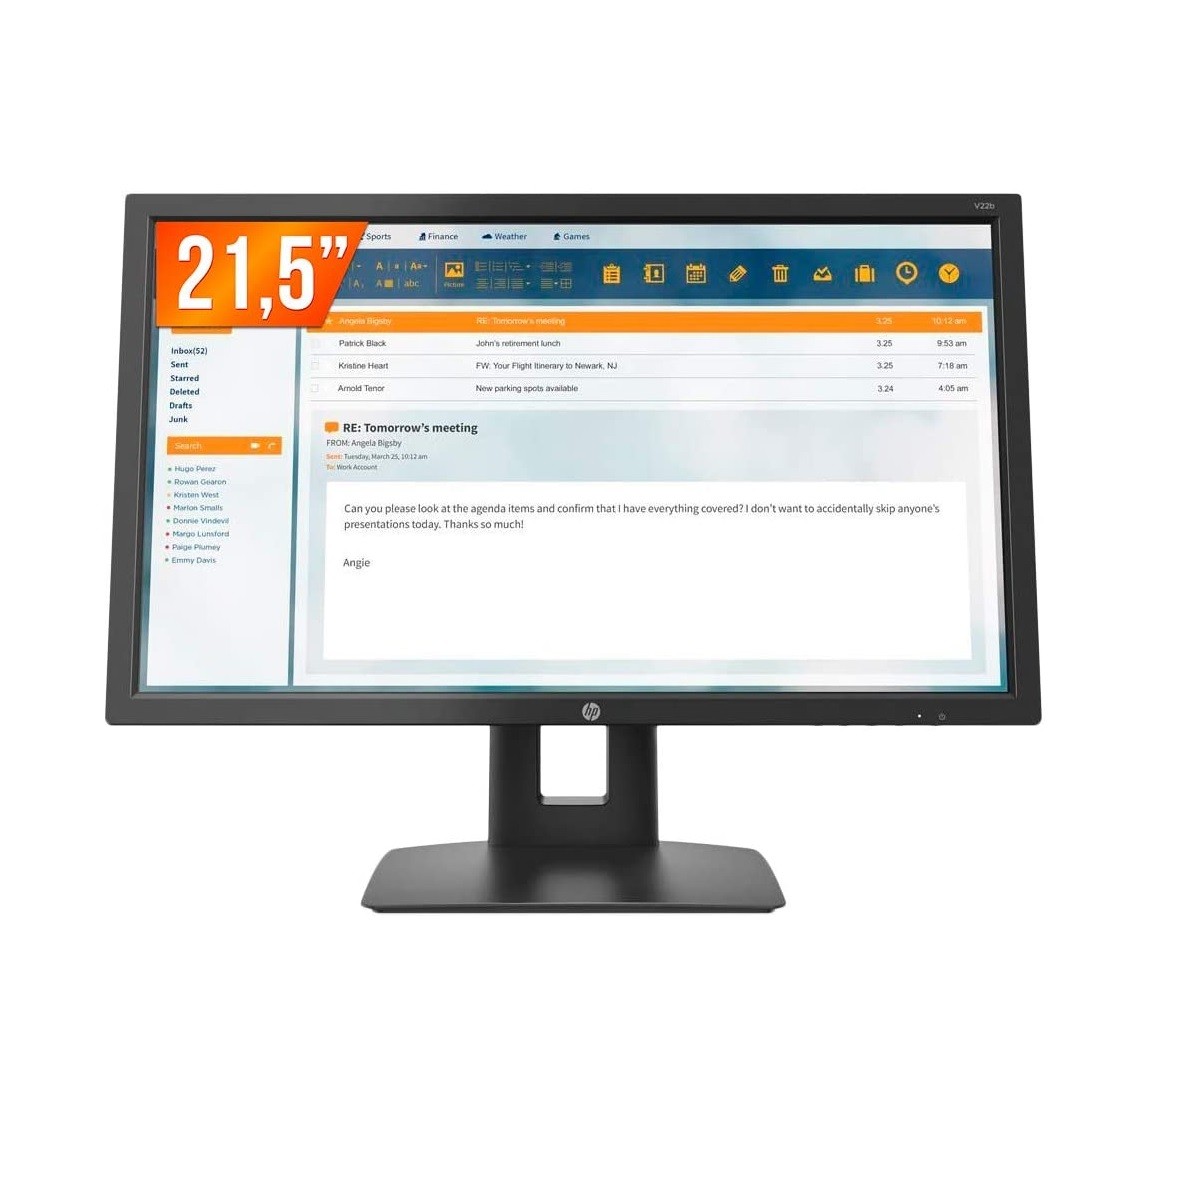 V22b
21,5”
Sports Finance Weather Games
A A Aa
Picture
A A abc
Angela Bigsby RE: Tomorrow's meeting 3.25 10:12 am
Patrick Black John's retirement lunch 3.25 9:53 am
Kristine Heart FW: Your Flight Itinerary to Newark, NJ 3.25 7:18 am
Arnold Tenor New parking spots available 3.24 4:05 am
Inbox(52)
Sent
Starred
Deleted
Drafts
Junk
Search
Hugo Perez
Rowan Gearon
Kristen West
Marlon Smalls
Donnie Vindevil
Margo Lunsford
Paige Plumey
Emmy Davis
RE: Tomorrow’s meeting
FROM: Angela Bigsby
Sent: Tuesday, March 25, 10:12 am
To: Work Account
Can you please look at the agenda items and confirm that I have everything covered? I don’t want to accidentally skip anyone’s
presentations today. Thanks so much!
Angie
hp